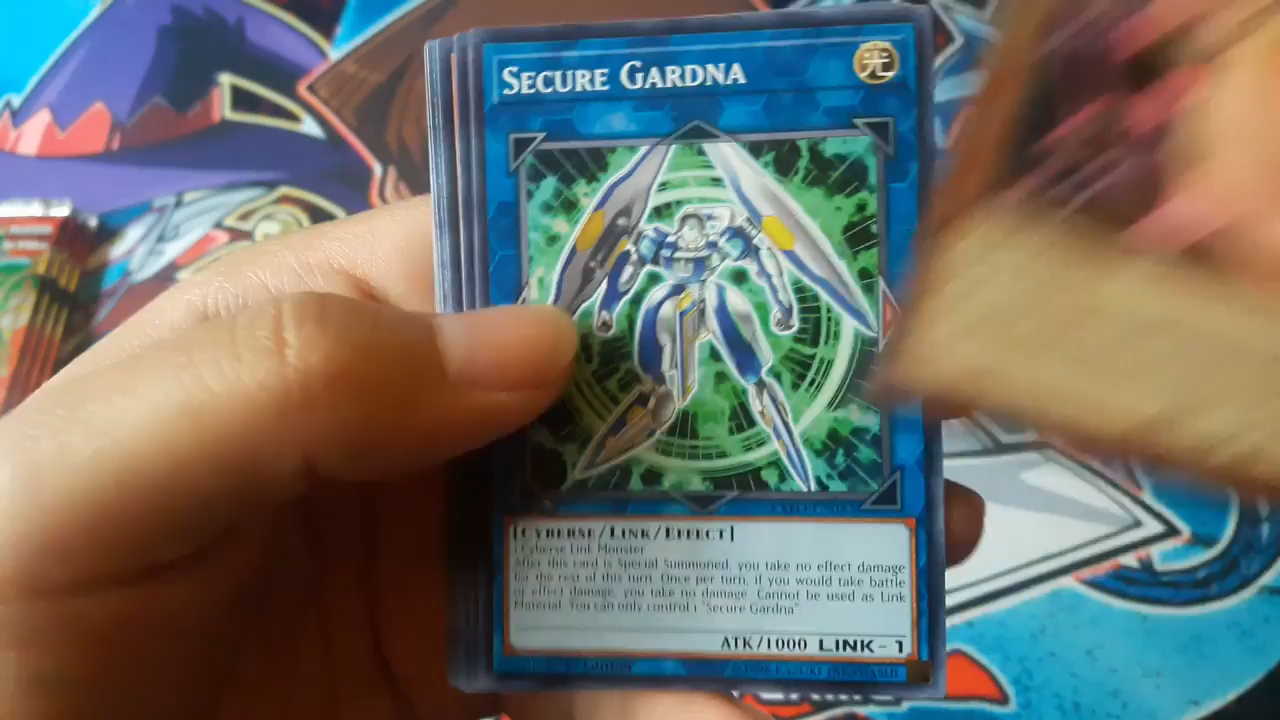 SECURE GARDNA
光
[CYBERSE/LINK/EFFECT]
1 Cyberse Link Monster
After this card is Special Summoned, you take no effect damage
for the rest of this turn. Once per turn, if you would take battle
or effect damage, you take no damage. Cannot be used as Link
Material. You can only control 1 "Secure Gardna"
ATK/1000 LINK-1